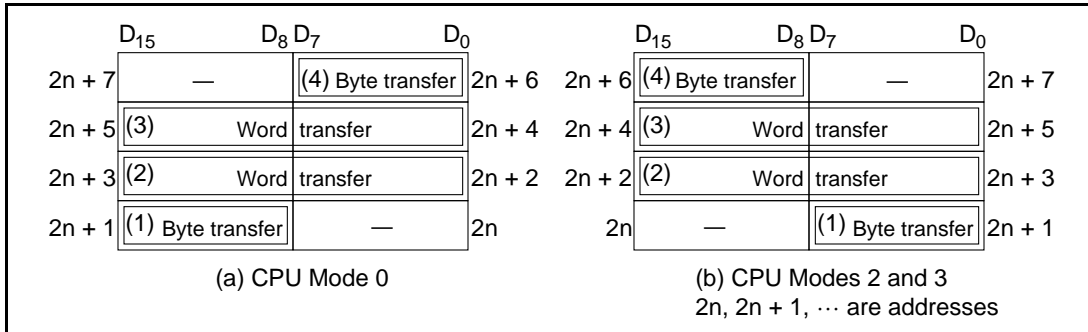 D15 D8 D7 D0
2n + 7 — (4) Byte transfer 2n + 6
2n + 5 (3) Word transfer 2n + 4
2n + 3 (2) Word transfer 2n + 2
2n + 1 (1) Byte transfer — 2n
(a) CPU Mode 0
D15 D8 D7 D0
2n + 6 (4) Byte transfer — 2n + 7
2n + 4 (3) Word transfer 2n + 5
2n + 2 (2) Word transfer 2n + 3
2n — (1) Byte transfer 2n + 1
(b) CPU Modes 2 and 3
2n, 2n + 1, ··· are addresses